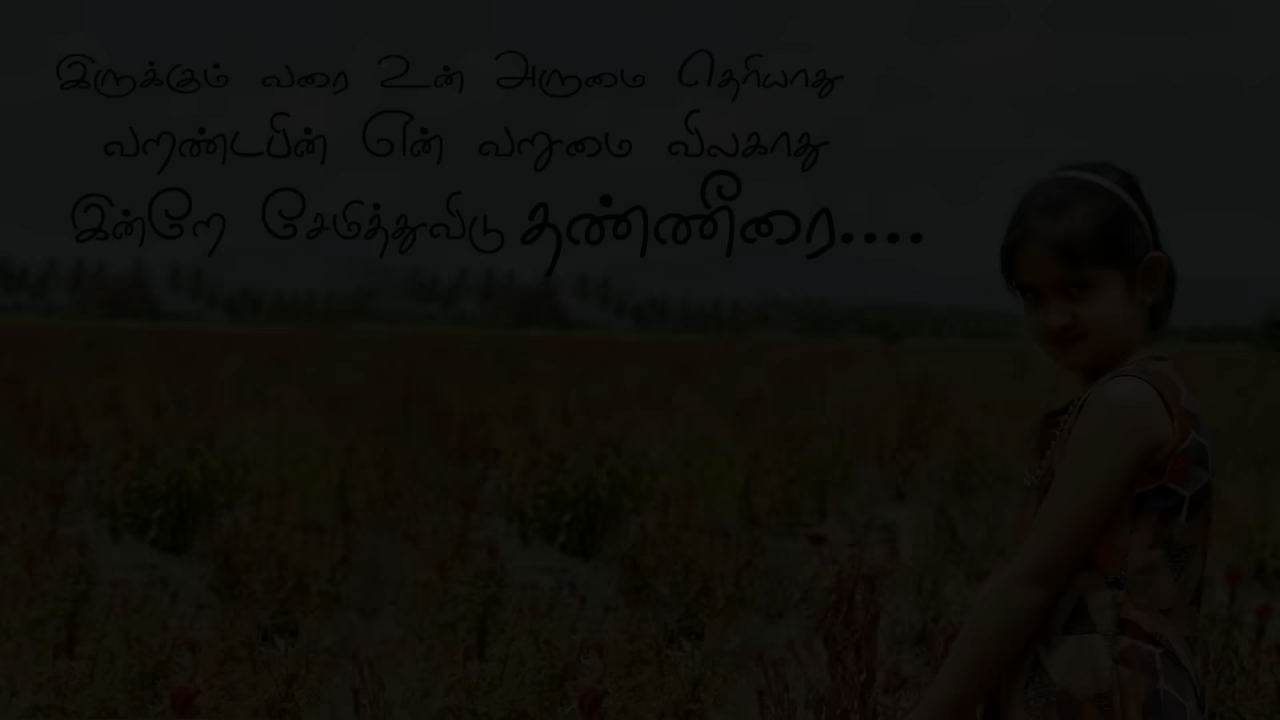 இருக்கும் வரை உன் அருமை தெரியாது
வறண்டபின் என் வறுமை விலகாது
இன்றே சேமித்துவிடு தண்ணீரை....